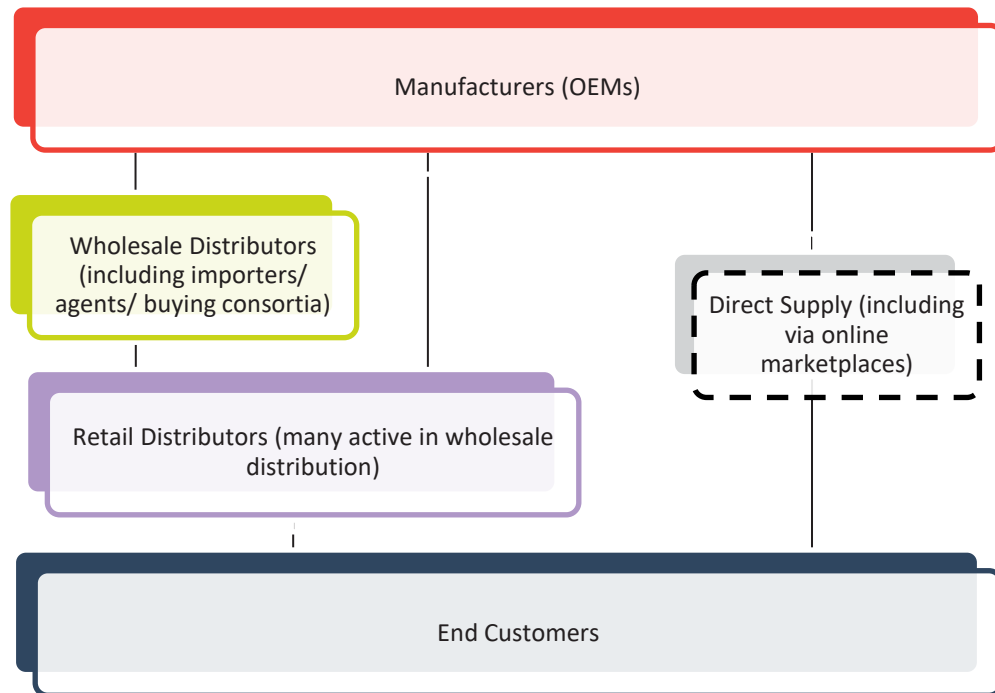 Manufacturers (OEMs)
Wholesale Distributors
(including importers/
agents/ buying consortia)
Direct Supply (including
via online
marketplaces)
Retail Distributors (many active in wholesale
distribution)
End Customers